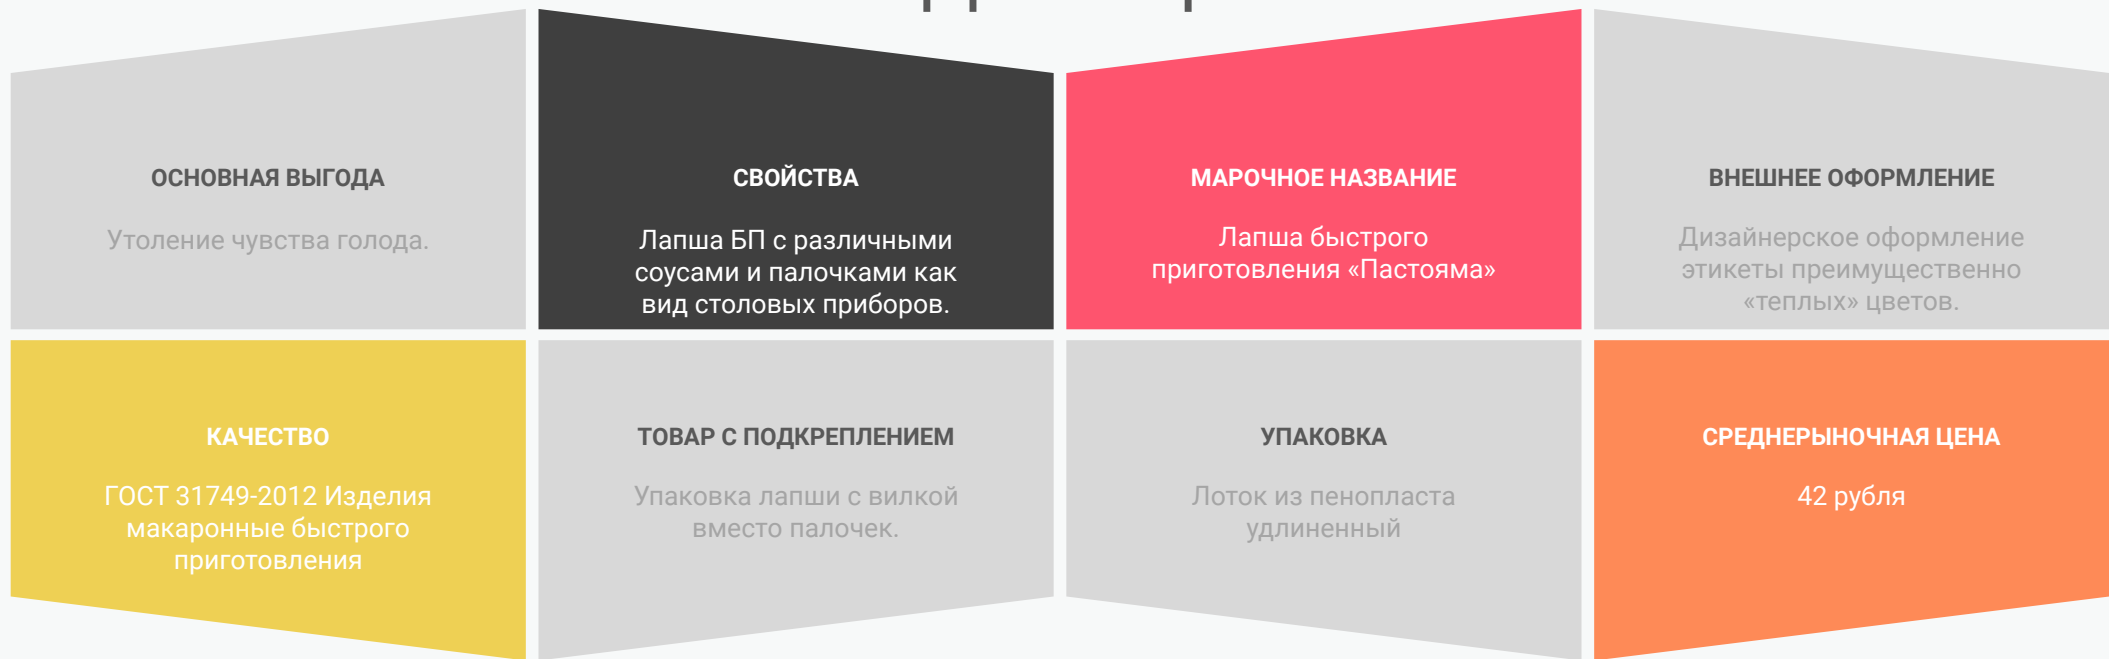 ОСНОВНАЯ ВЫГОДА
Утоление чувства голода.
СВОЙСТВА
Лапша БП с различными
соусами и палочками как
вид столовых приборов.
МАРОЧНОЕ НАЗВАНИЕ
Лапша быстрого
приготовления «Пастояма»
ВНЕШНЕЕ ОФОРМЛЕНИЕ
Дизайнерское оформление
этикеты преимущественно
«теплых» цветов.
КАЧЕСТВО
ГОСТ 31749-2012 Изделия
макаронные быстрого
приготовления
ТОВАР С ПОДКРЕПЛЕНИЕМ
Упаковка лапши с вилкой
вместо палочек.
УПАКОВКА
Лоток из пенопласта
удлиненный
СРЕДНЕРЫНОЧНАЯ ЦЕНА
42 рубля